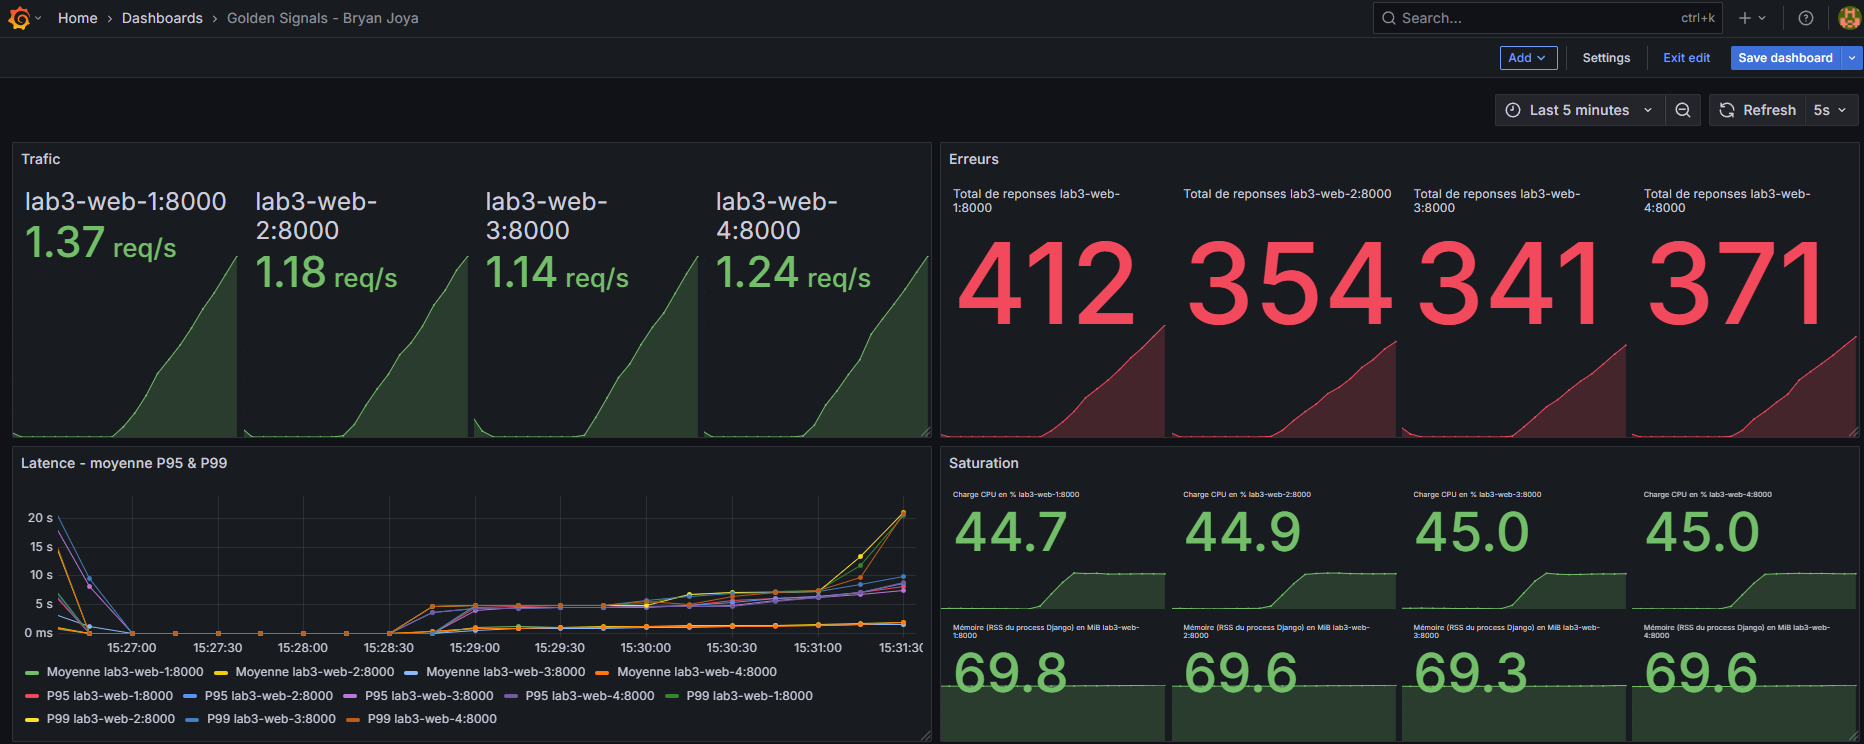 Home › Dashboards › Golden Signals - Bryan Joya
Search... ctrl+k
Add Settings Exit edit Save dashboard
Last 5 minutes Refresh 5s
Trafic
lab3-web-1:8000
1.37 req/s
lab3-web-
2:8000
1.18 req/s
lab3-web-
3:8000
1.14 req/s
lab3-web-
4:8000
1.24 req/s
Erreurs
Total de reponses lab3-web-
1:8000
412
Total de reponses lab3-web-2:8000
354
Total de reponses lab3-web-
3:8000
341
Total de reponses lab3-web-
4:8000
371
Latence - moyenne P95 & P99
20 s
15 s
10 s
5 s
0 ms
15:27:00 15:27:30 15:28:00 15:28:30 15:29:00 15:29:30 15:30:00 15:30:30 15:31:00 15:31:30
Moyenne lab3-web-1:8000 Moyenne lab3-web-2:8000 Moyenne lab3-web-3:8000 Moyenne lab3-web-4:8000
P95 lab3-web-1:8000 P95 lab3-web-2:8000 P95 lab3-web-3:8000 P95 lab3-web-4:8000 P99 lab3-web-1:8000
P99 lab3-web-2:8000 P99 lab3-web-3:8000 P99 lab3-web-4:8000
Saturation
Charge CPU en % lab3-web-1:8000
44.7
Charge CPU en % lab3-web-2:8000
44.9
Charge CPU en % lab3-web-3:8000
45.0
Charge CPU en % lab3-web-4:8000
45.0
Mémoire (RSS du process Django) en MiB lab3-web-
1:8000
69.8
Mémoire (RSS du process Django) en MiB lab3-web-
2:8000
69.6
Mémoire (RSS du process Django) en MiB lab3-web-
3:8000
69.3
Mémoire (RSS du process Django) en MiB lab3-web-
4:8000
69.6